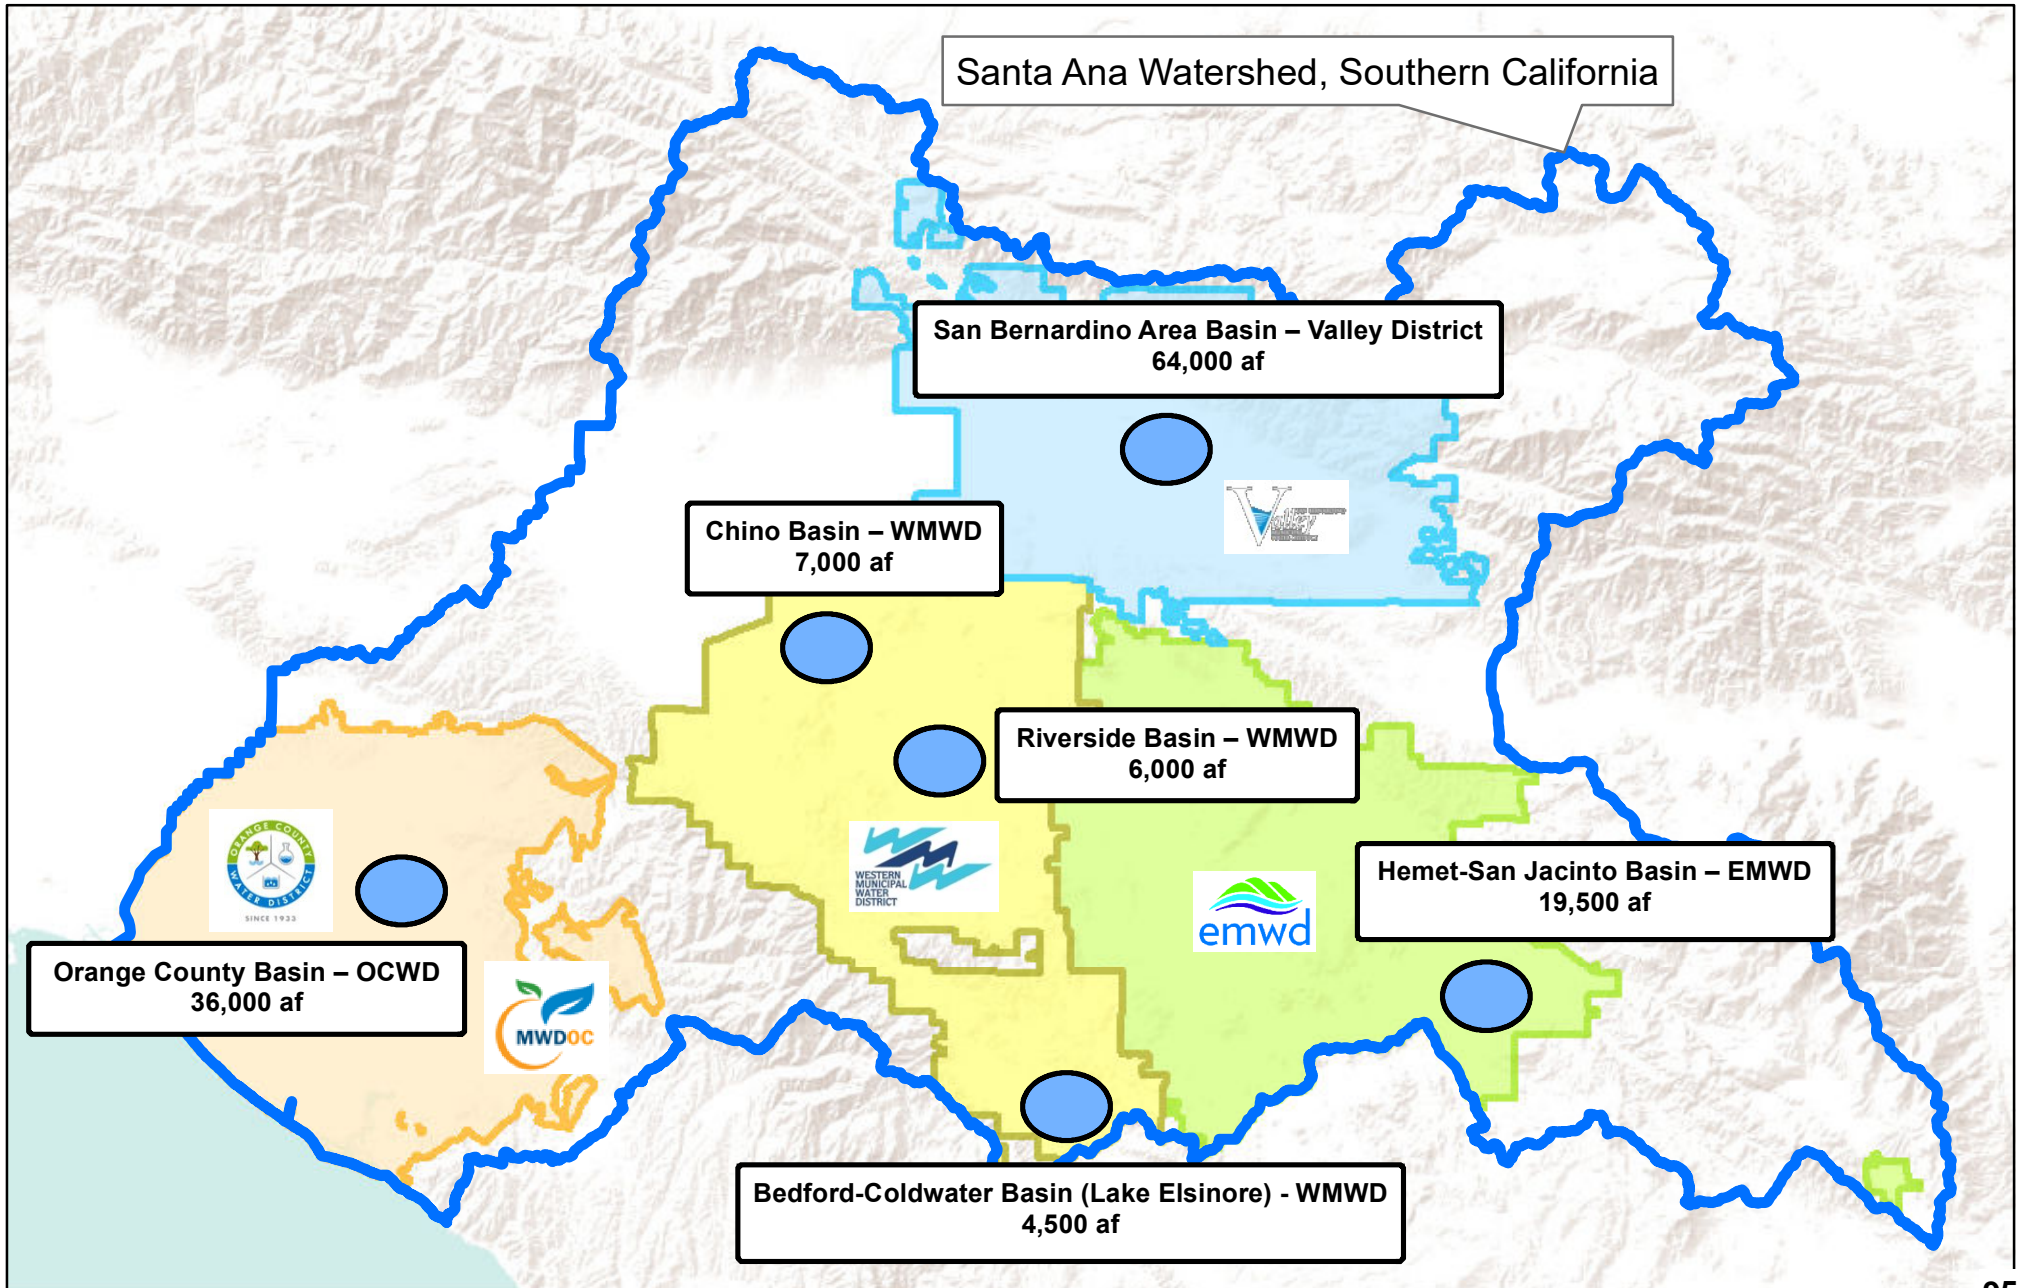 Santa Ana Watershed, Southern California
San Bernardino Area Basin – Valley District
64,000 af
Valley
Chino Basin – WMWD
7,000 af
Riverside Basin – WMWD
6,000 af
WESTERN
MUNICIPAL
WATER
DISTRICT
Hemet-San Jacinto Basin – EMWD
19,500 af
emwd
ORANGE COUNTY
WATER DISTRICT
SINCE 1933
Orange County Basin – OCWD
36,000 af
MWDOC
Bedford-Coldwater Basin (Lake Elsinore) - WMWD
4,500 af